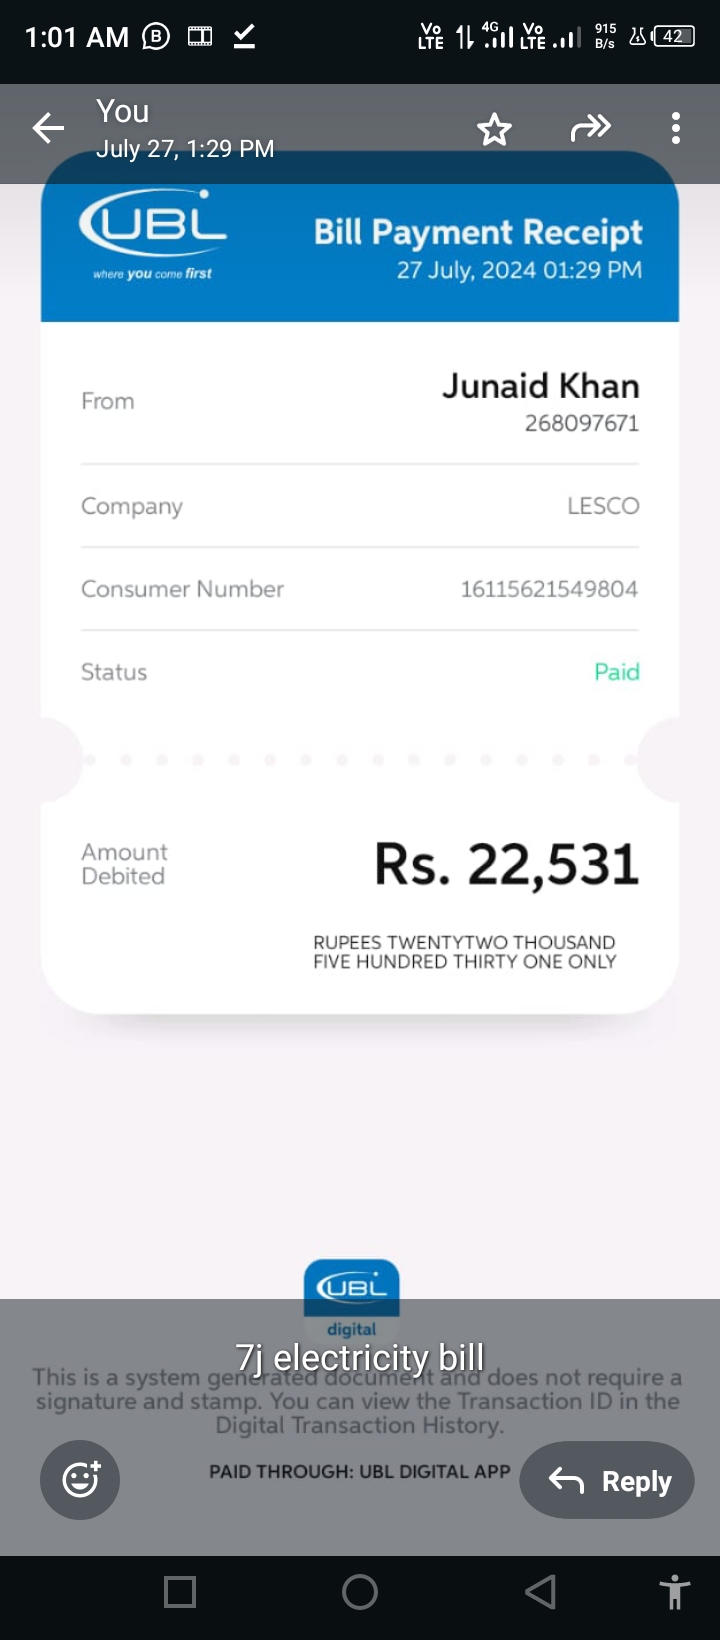 1:01 AM
Vo LTE 4G Vo LTE 915 B/s 42
You
July 27, 1:29 PM
UBL
where you come first
Bill Payment Receipt
27 July, 2024 01:29 PM
From
Junaid Khan
268097671
Company
LESCO
Consumer Number
16115621549804
Status
Paid
Amount
Debited
Rs. 22,531
RUPEES TWENTYTWO THOUSAND
FIVE HUNDRED THIRTY ONE ONLY
UBL
digital
7j electricity bill
This is a system generated document and does not require a
signature and stamp. You can view the Transaction ID in the
Digital Transaction History.
PAID THROUGH: UBL DIGITAL APP
Reply